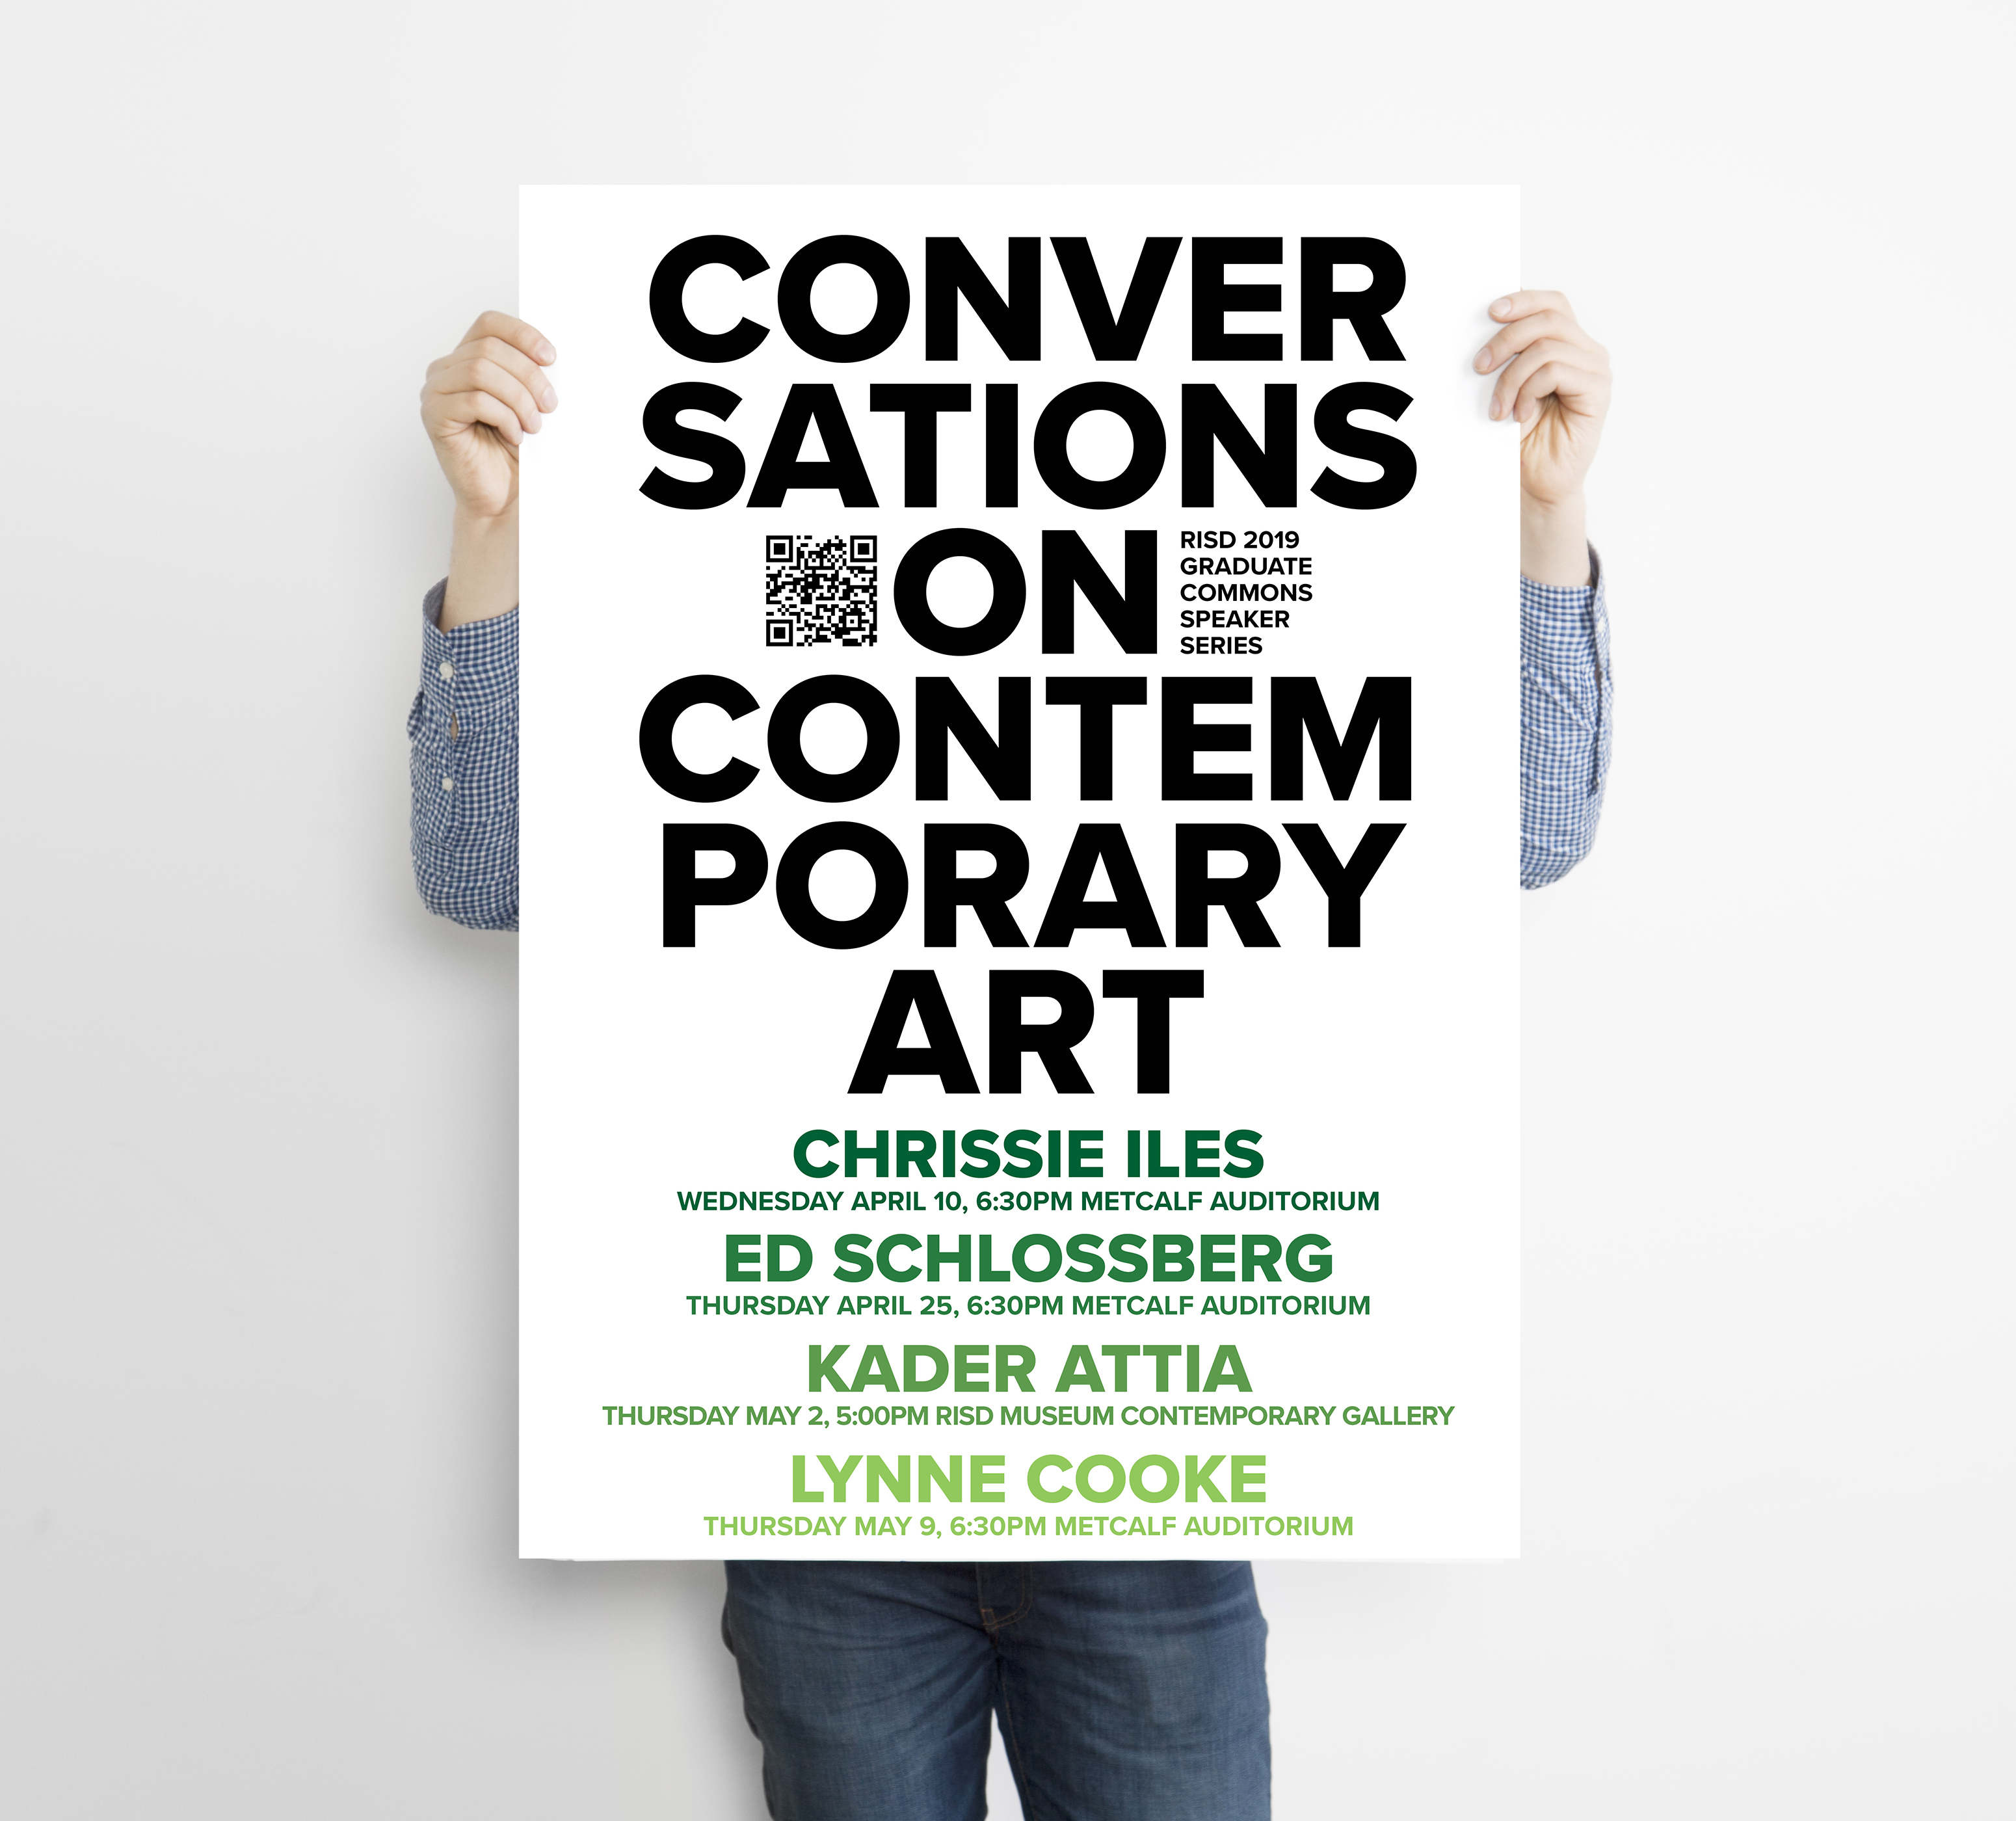 CONVER
SATIONS
ON
RISD 2019
GRADUATE
COMMONS
SPEAKER
SERIES
CONTEM
PORARY
ART
CHRISSIE ILES
WEDNESDAY APRIL 10, 6:30PM METCALF AUDITORIUM
ED SCHLOSSBERG
THURSDAY APRIL 25, 6:30PM METCALF AUDITORIUM
KADER ATTIA
THURSDAY MAY 2, 5:00PM RISD MUSEUM CONTEMPORARY GALLERY
LYNNE COOKE
THURSDAY MAY 9, 6:30PM METCALF AUDITORIUM